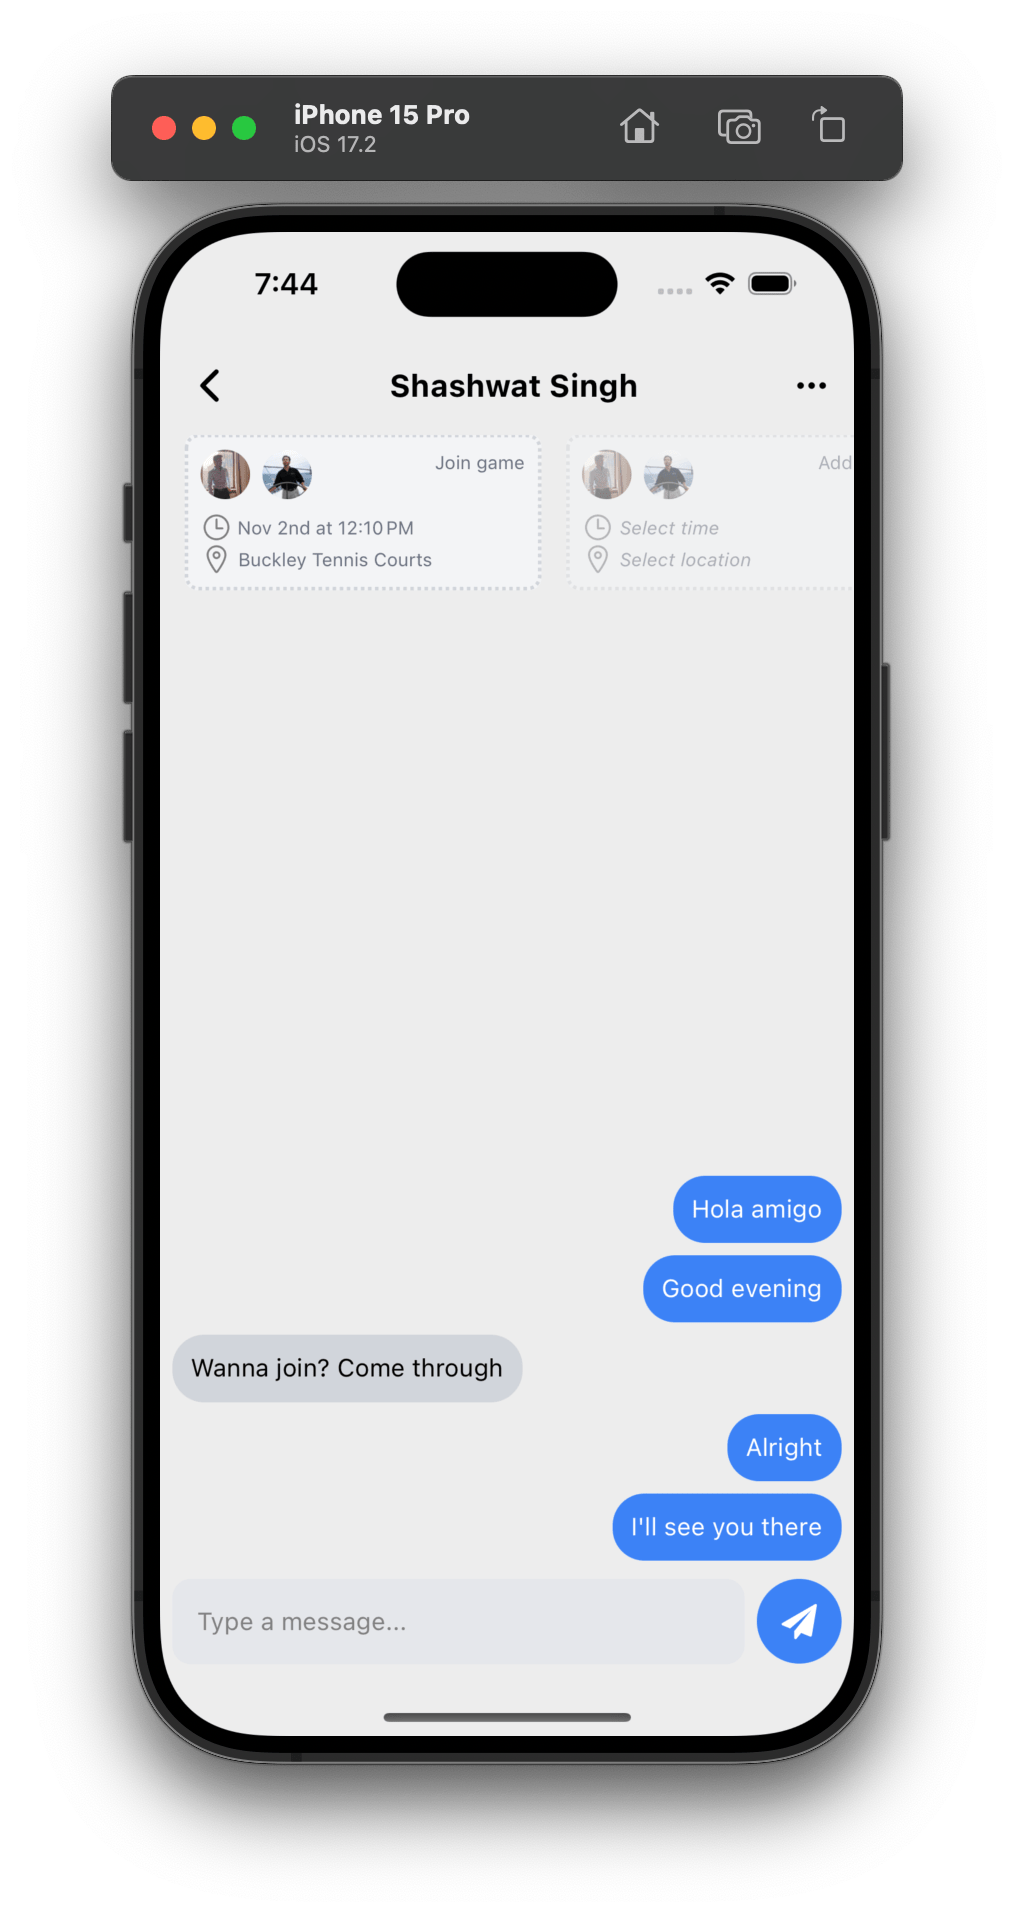 iPhone 15 Pro
iOS 17.2
7:44
Shashwat Singh
Join game
Nov 2nd at 12:10 PM
Buckley Tennis Courts
Add
Select time
Select location
Hola amigo
Good evening
Wanna join? Come through
Alright
I'll see you there
Type a message...